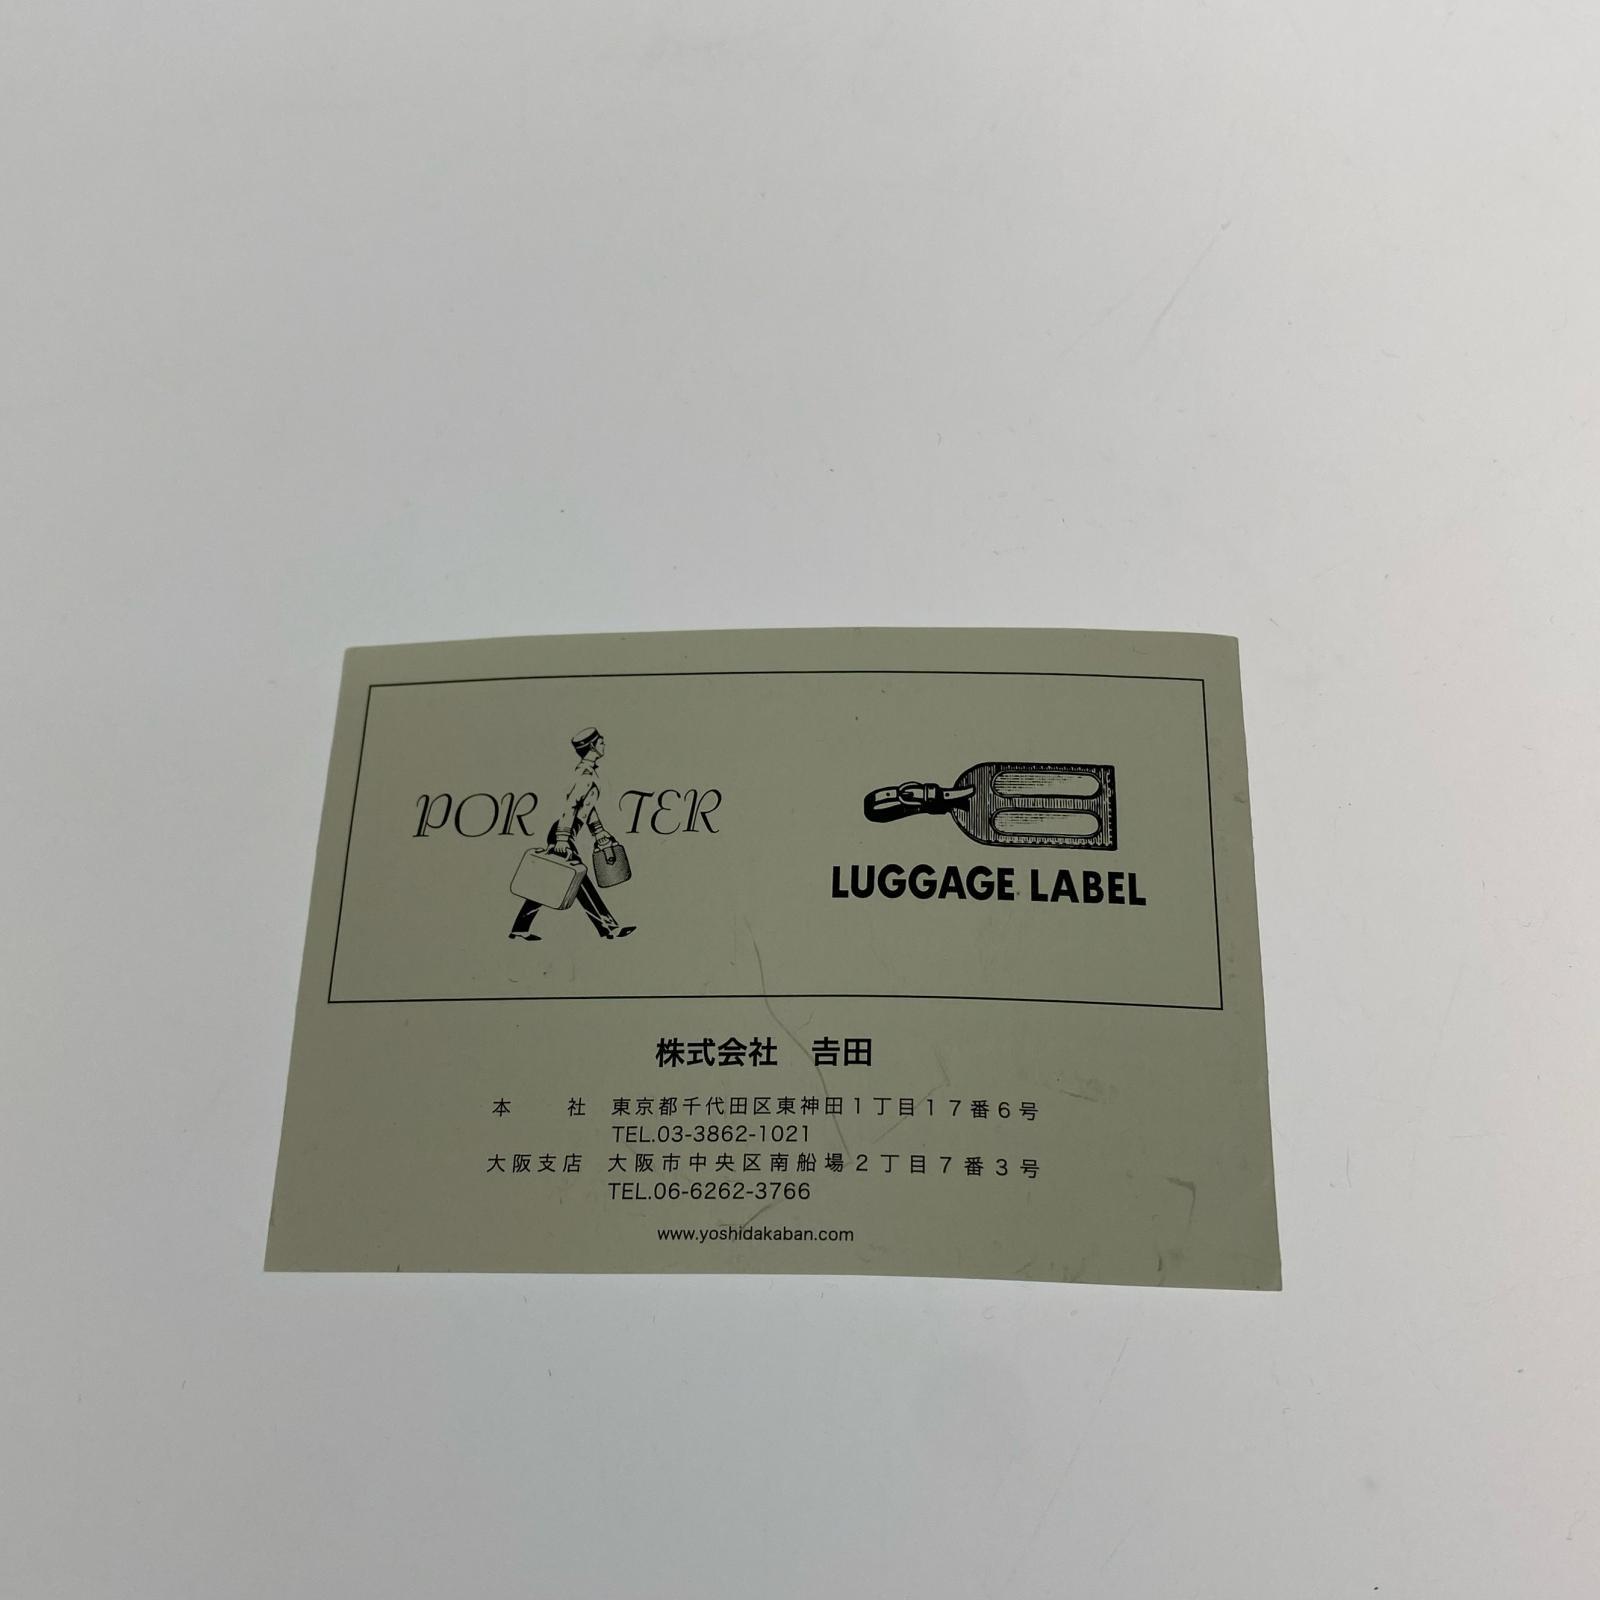 PORTER
LUGGAGE LABEL
株式会社　𠮷田
本　　社　東京都千代田区東神田1丁目17番6号
TEL.03-3862-1021
大阪支店　大阪市中央区南船場2丁目7番3号
TEL.06-6262-3766
www.yoshidakaban.com